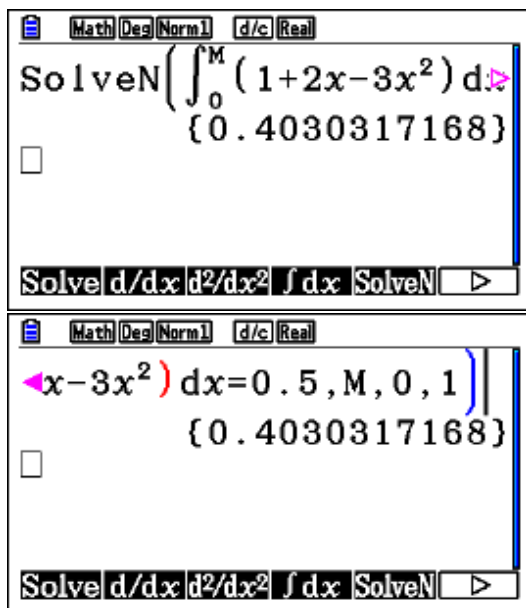 Math Deg Norm1 d/c Real
SolveN(∫₀ᴹ(1+2x-3x²)dx
{0.4030317168}
Solve d/dx d²/dx² ∫dx SolveN ▷
Math Deg Norm1 d/c Real
◀x-3x²)dx=0.5,M,0,1)
{0.4030317168}
Solve d/dx d²/dx² ∫dx SolveN ▷